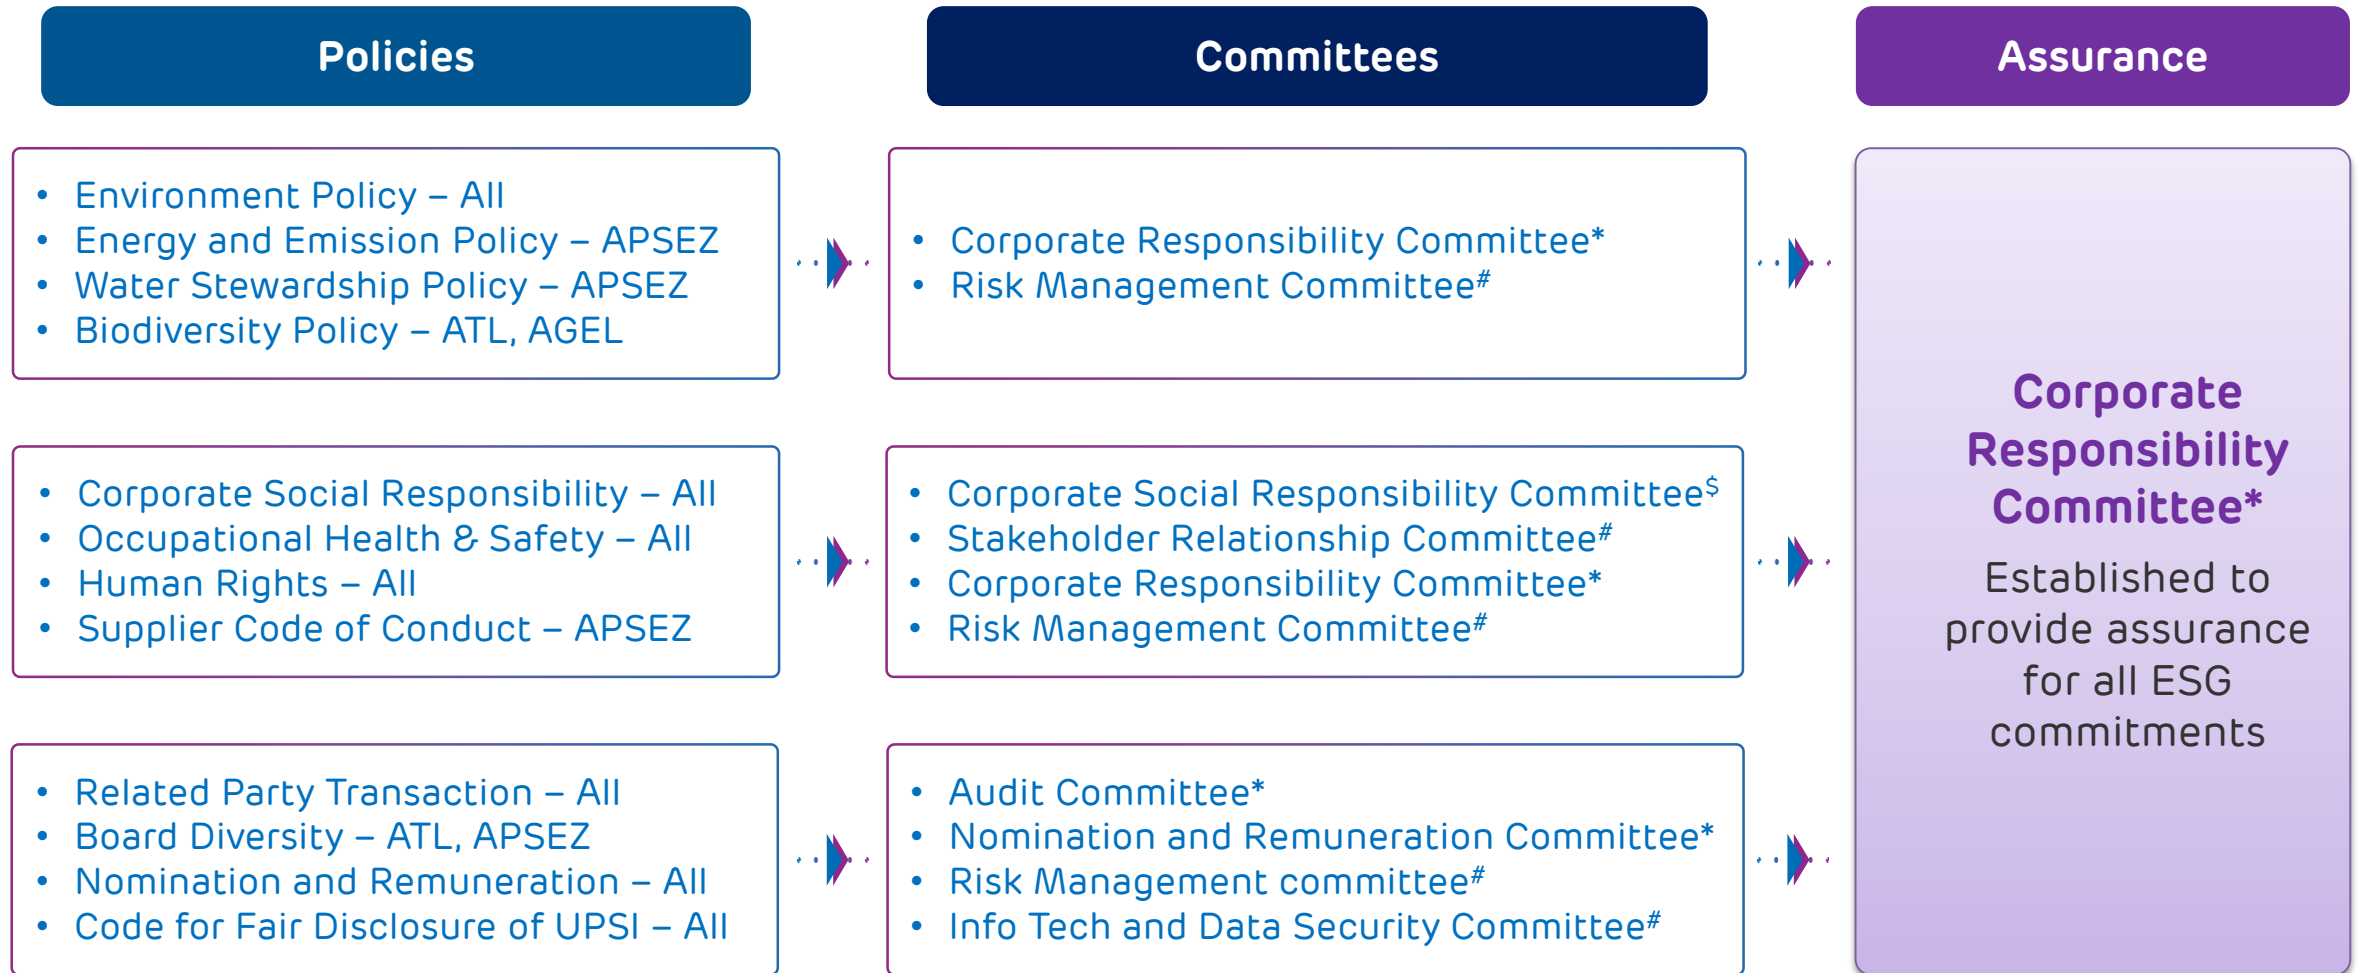 Policies
Committees
Assurance
• Environment Policy – All
• Energy and Emission Policy – APSEZ
• Water Stewardship Policy – APSEZ
• Biodiversity Policy – ATL, AGEL
• Corporate Responsibility Committee*
• Risk Management Committee#
• Corporate Social Responsibility – All
• Occupational Health & Safety – All
• Human Rights – All
• Supplier Code of Conduct – APSEZ
• Corporate Social Responsibility Committee$
• Stakeholder Relationship Committee#
• Corporate Responsibility Committee*
• Risk Management Committee#
• Related Party Transaction – All
• Board Diversity – ATL, APSEZ
• Nomination and Remuneration – All
• Code for Fair Disclosure of UPSI – All
• Audit Committee*
• Nomination and Remuneration Committee*
• Risk Management committee#
• Info Tech and Data Security Committee#
Corporate
Responsibility
Committee*
Established to
provide assurance
for all ESG
commitments